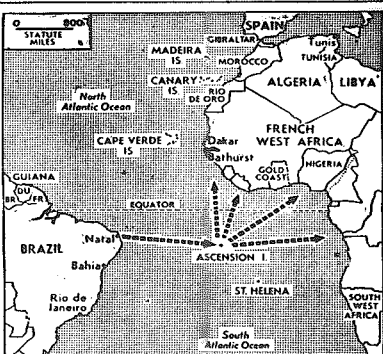 0 800
STATUTE
MILES
SPAIN
GIBRALTAR
MADEIRA
IS
Tunis
TUNISIA
MOROCCO
CANARY
IS
RIO
DE ORO
ALGERIA
LIBYA
North
Atlantic Ocean
CAPE VERDE
IS
FRENCH
WEST AFRICA
Dakar
Bathurst
GOLD
COAST
NIGERIA
GUIANA
BR
DU
FR
EQUATOR
BRAZIL
Natal
ASCENSION I.
Bahia
ST. HELENA
Rio de
Janeiro
SOUTH
WEST
AFRICA
South
Atlantic Ocean